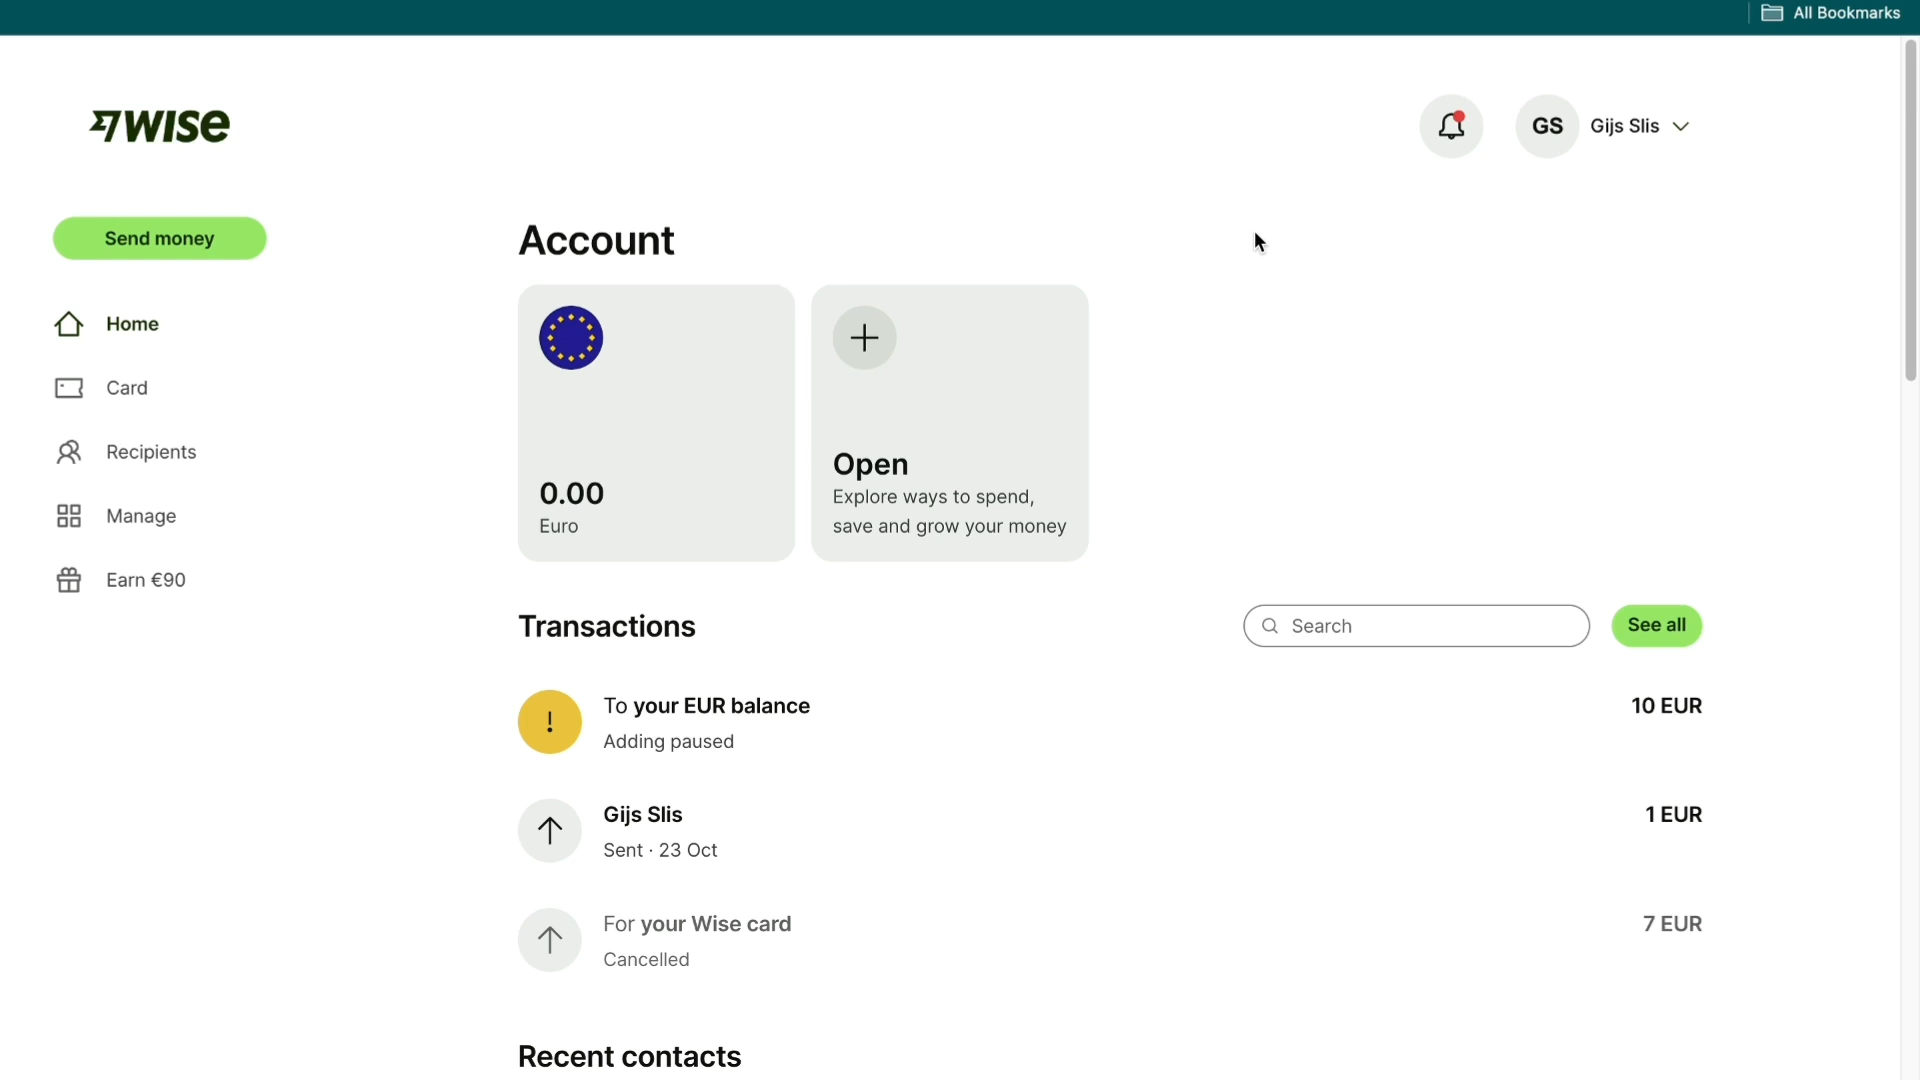 All Bookmarks
WISE
GS
Gijs Slis
Send money
Home
Card
Recipients
Manage
Earn €90
Account
0.00
Euro
Open
Explore ways to spend,
save and grow your money
Transactions
Search
See all
To your EUR balance
10 EUR
Adding paused
Gijs Slis
1 EUR
Sent · 23 Oct
For your Wise card
7 EUR
Cancelled
Recent contacts